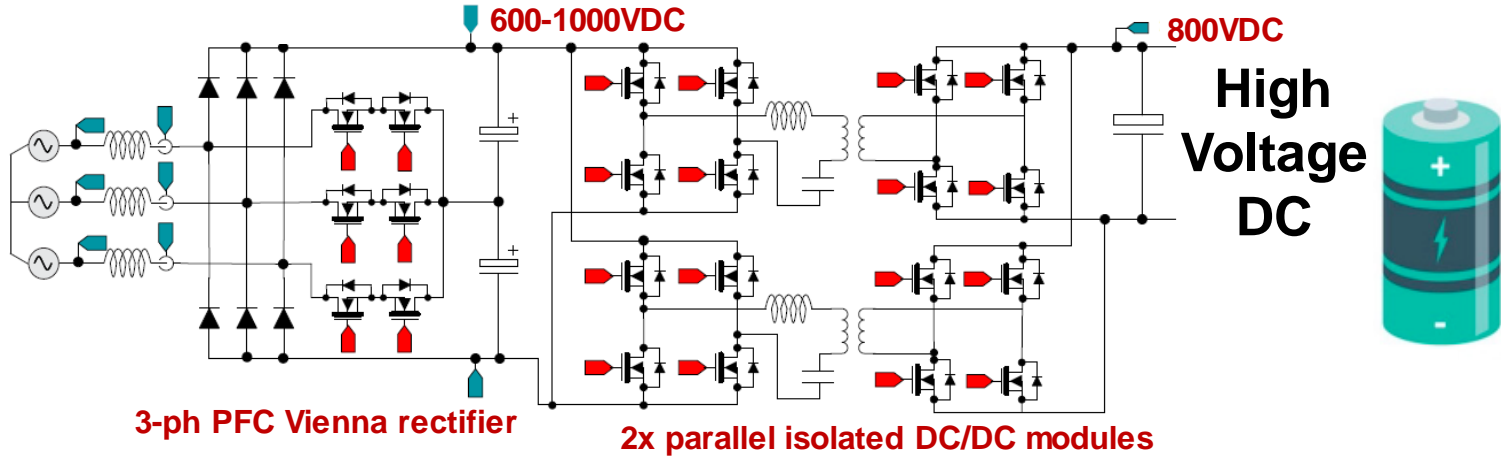 600-1000VDC
800VDC
High
Voltage
DC
+
+
+
-
3-ph PFC Vienna rectifier
2x parallel isolated DC/DC modules